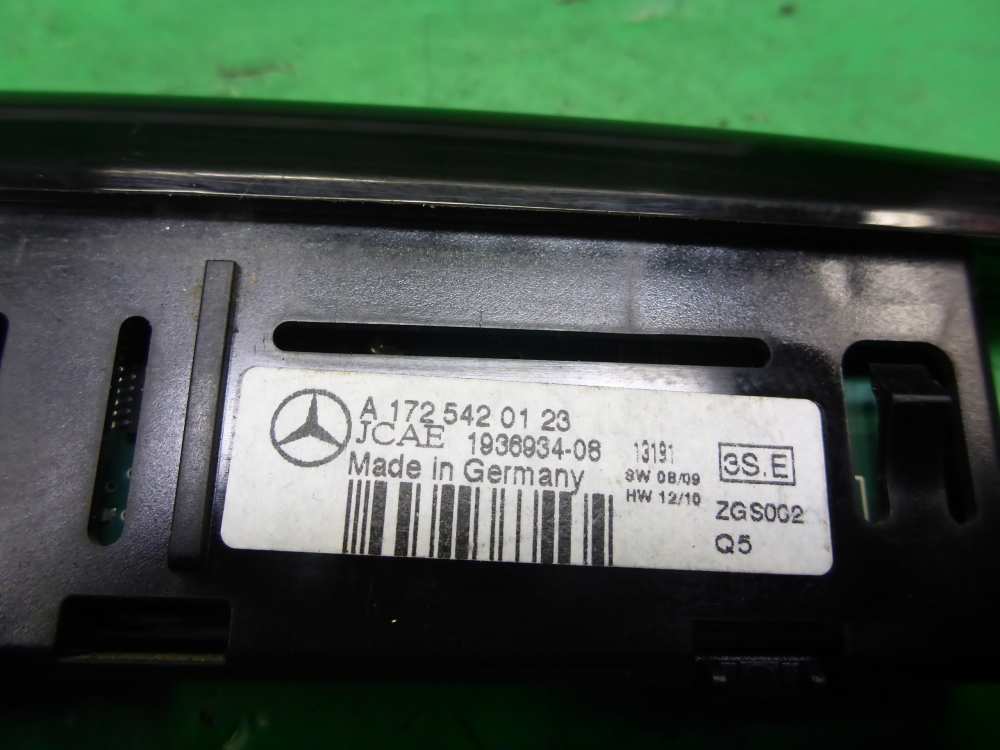 A 172 542 01 23
JCAE 1936934-08
Made in Germany
13191
SW 08/09
HW 12/10
3S.E
ZGS002
Q5